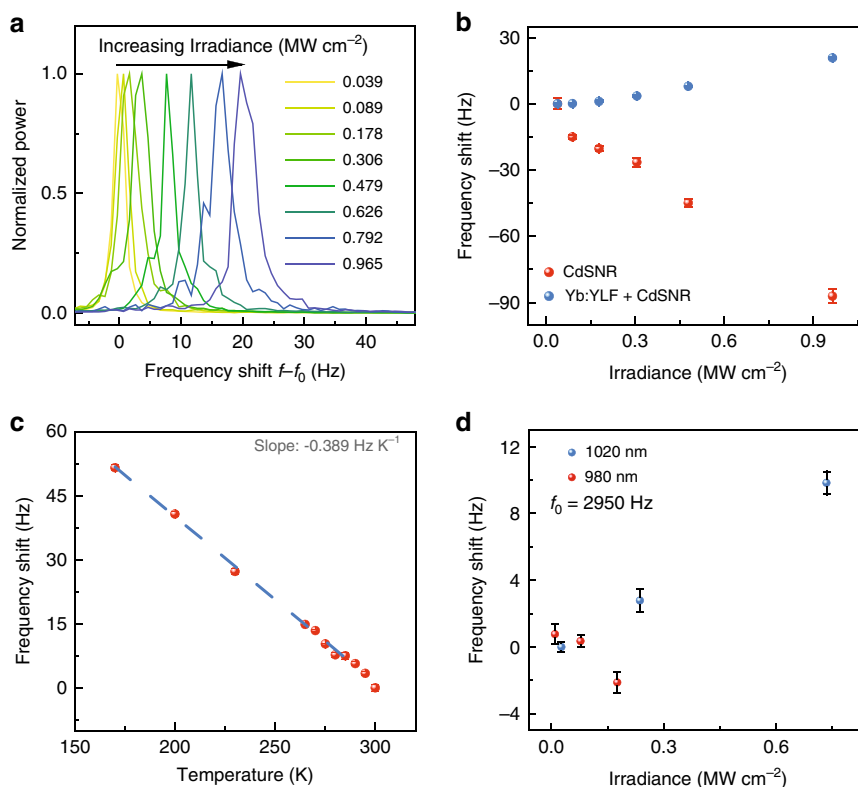 a
Increasing Irradiance (MW cm⁻²)
0.039
0.089
0.178
0.306
0.479
0.626
0.792
0.965
1.0
0.5
0.0
Normalized power
0 10 20 30 40
Frequency shift f–f₀ (Hz)
b
30
0
–30
–60
–90
Frequency shift (Hz)
CdSNR
Yb:YLF + CdSNR
0.0 0.3 0.6 0.9
Irradiance (MW cm⁻²)
c
Slope: -0.389 Hz K⁻¹
60
45
30
15
0
Frequency shift (Hz)
150 200 250 300
Temperature (K)
d
1020 nm
980 nm
f₀ = 2950 Hz
12
8
4
0
–4
Frequency shift (Hz)
0.0 0.3 0.6
Irradiance (MW cm⁻²)